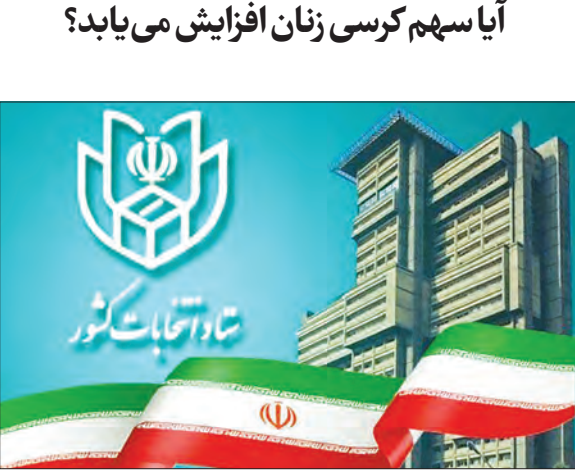 آیا سهم کرسی زنان افزایش می‌یابد؟
ستاد انتخابات کشور